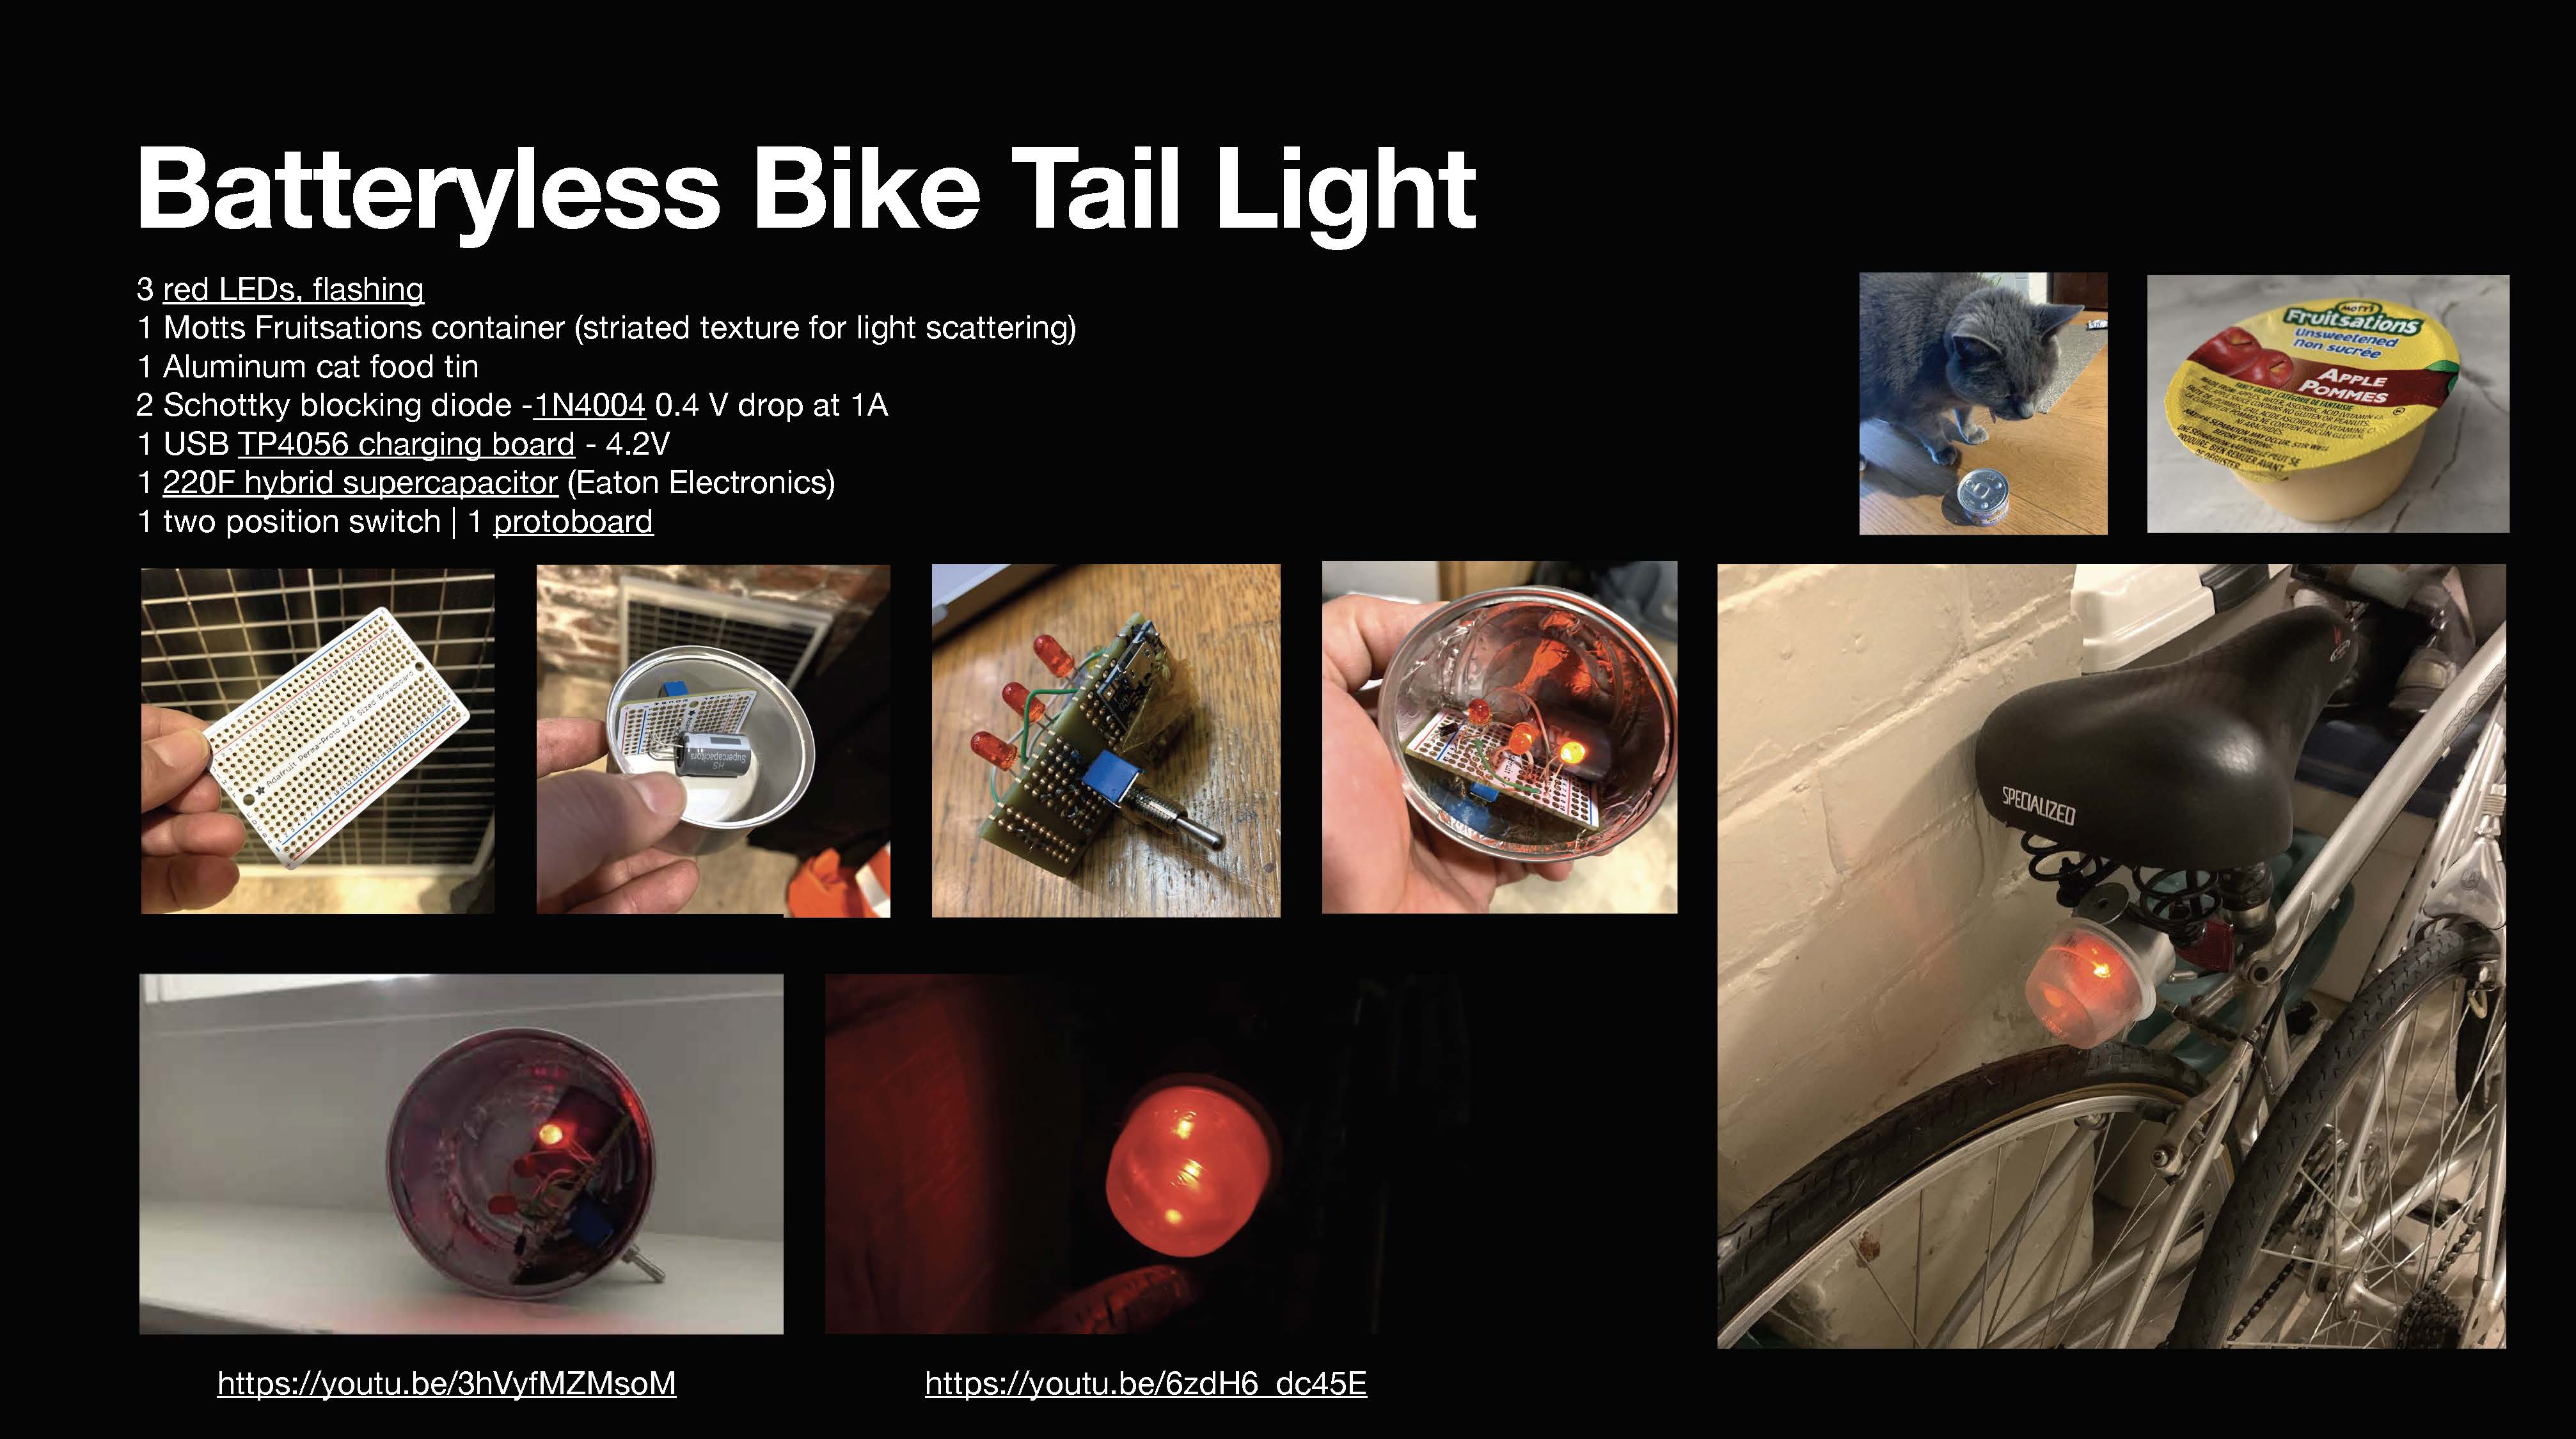 Batteryless Bike Tail Light
3 red LEDs, flashing
1 Motts Fruitsations container (striated texture for light scattering)
1 Aluminum cat food tin
2 Schottky blocking diode -1N4004 0.4 V drop at 1A
1 USB TP4056 charging board - 4.2V
1 220F hybrid supercapacitor (Eaton Electronics)
1 two position switch | 1 protoboard
MOTT'S
Fruitsations
Unsweetened
Non sucrée
APPLE
POMMES
Adafruit Perma-Proto 1/2 Sized Breadboard
HS
Supercapacitors
SPECIALIZED
https://youtu.be/3hVyfMZMsoM
https://youtu.be/6zdH6_dc45E